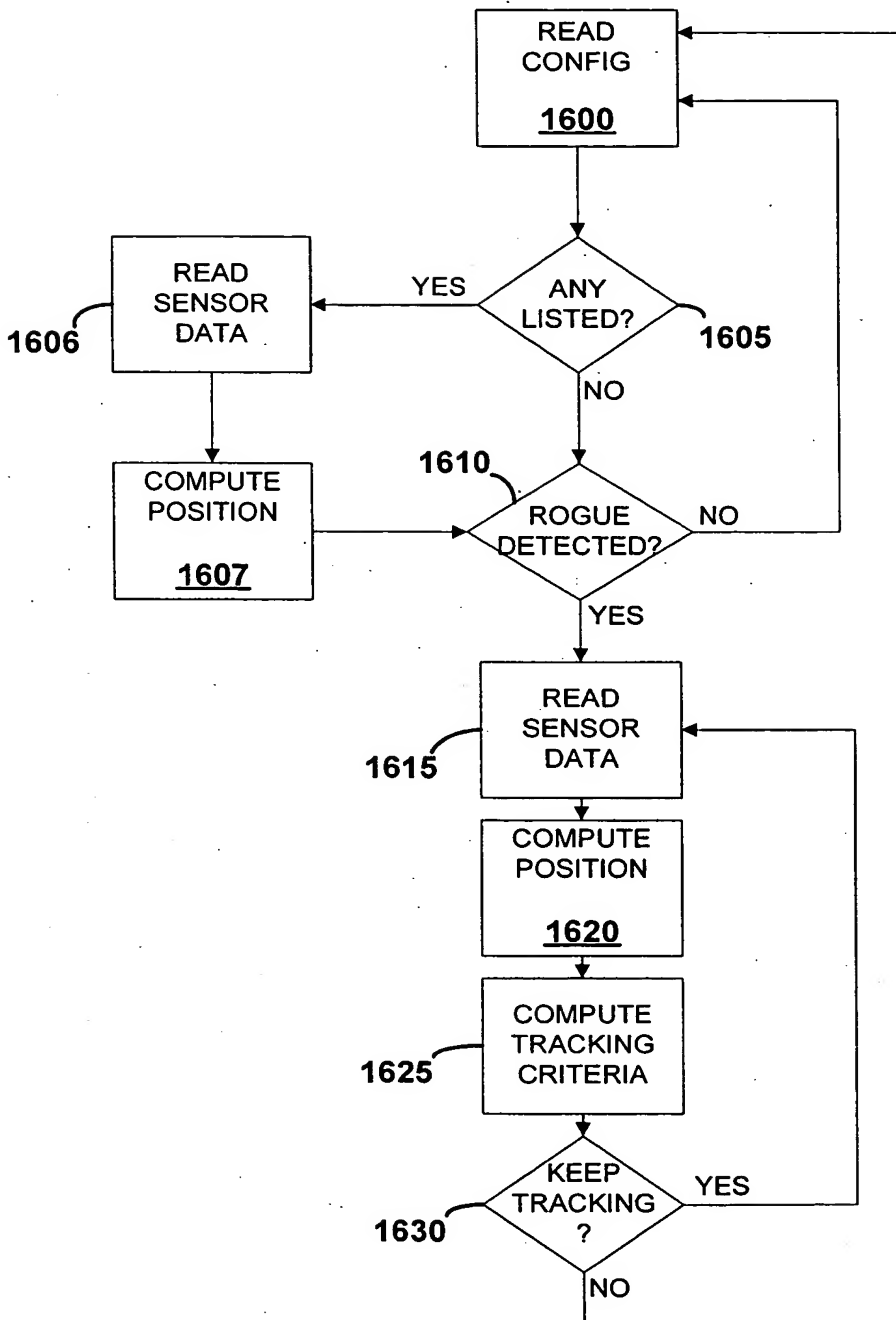 READ
CONFIG
1600
READ
SENSOR
DATA
1606
YES
ANY
LISTED?
1605
NO
COMPUTE
POSITION
1607
1610
ROGUE
DETECTED?
NO
YES
READ
SENSOR
DATA
1615
COMPUTE
POSITION
1620
COMPUTE
TRACKING
CRITERIA
1625
KEEP
TRACKING
?
YES
1630
NO